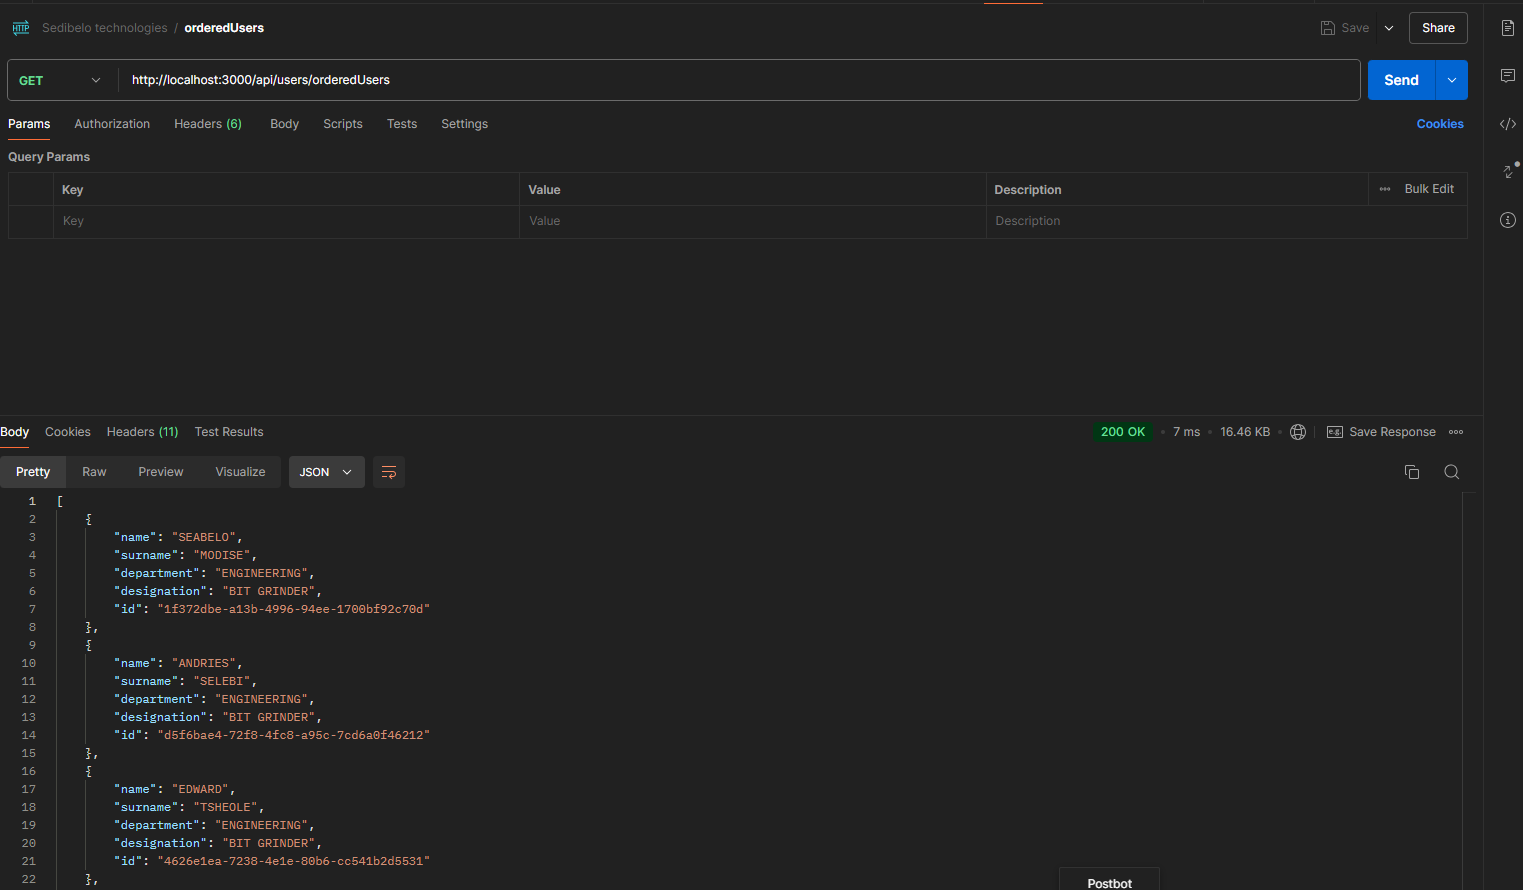 HTTP Sedibelo technologies / orderedUsers Save Share
GET http://localhost:3000/api/users/orderedUsers Send
Params Authorization Headers (6) Body Scripts Tests Settings Cookies
Query Params
Key Value Description ••• Bulk Edit
Key Value Description
Body Cookies Headers (11) Test Results 200 OK • 7 ms • 16.46 KB • e.g. Save Response
Pretty Raw Preview Visualize JSON
1 [
2 {
3 "name": "SEABELO",
4 "surname": "MODISE",
5 "department": "ENGINEERING",
6 "designation": "BIT GRINDER",
7 "id": "1f372dbe-a13b-4996-94ee-1700bf92c70d"
8 },
9 {
10 "name": "ANDRIES",
11 "surname": "SELEBI",
12 "department": "ENGINEERING",
13 "designation": "BIT GRINDER",
14 "id": "d5f6bae4-72f8-4fc8-a95c-7cd6a0f46212"
15 },
16 {
17 "name": "EDWARD",
18 "surname": "TSHEOLE",
19 "department": "ENGINEERING",
20 "designation": "BIT GRINDER",
21 "id": "4626e1ea-7238-4e1e-80b6-cc541b2d5531"
22 },
Postbot